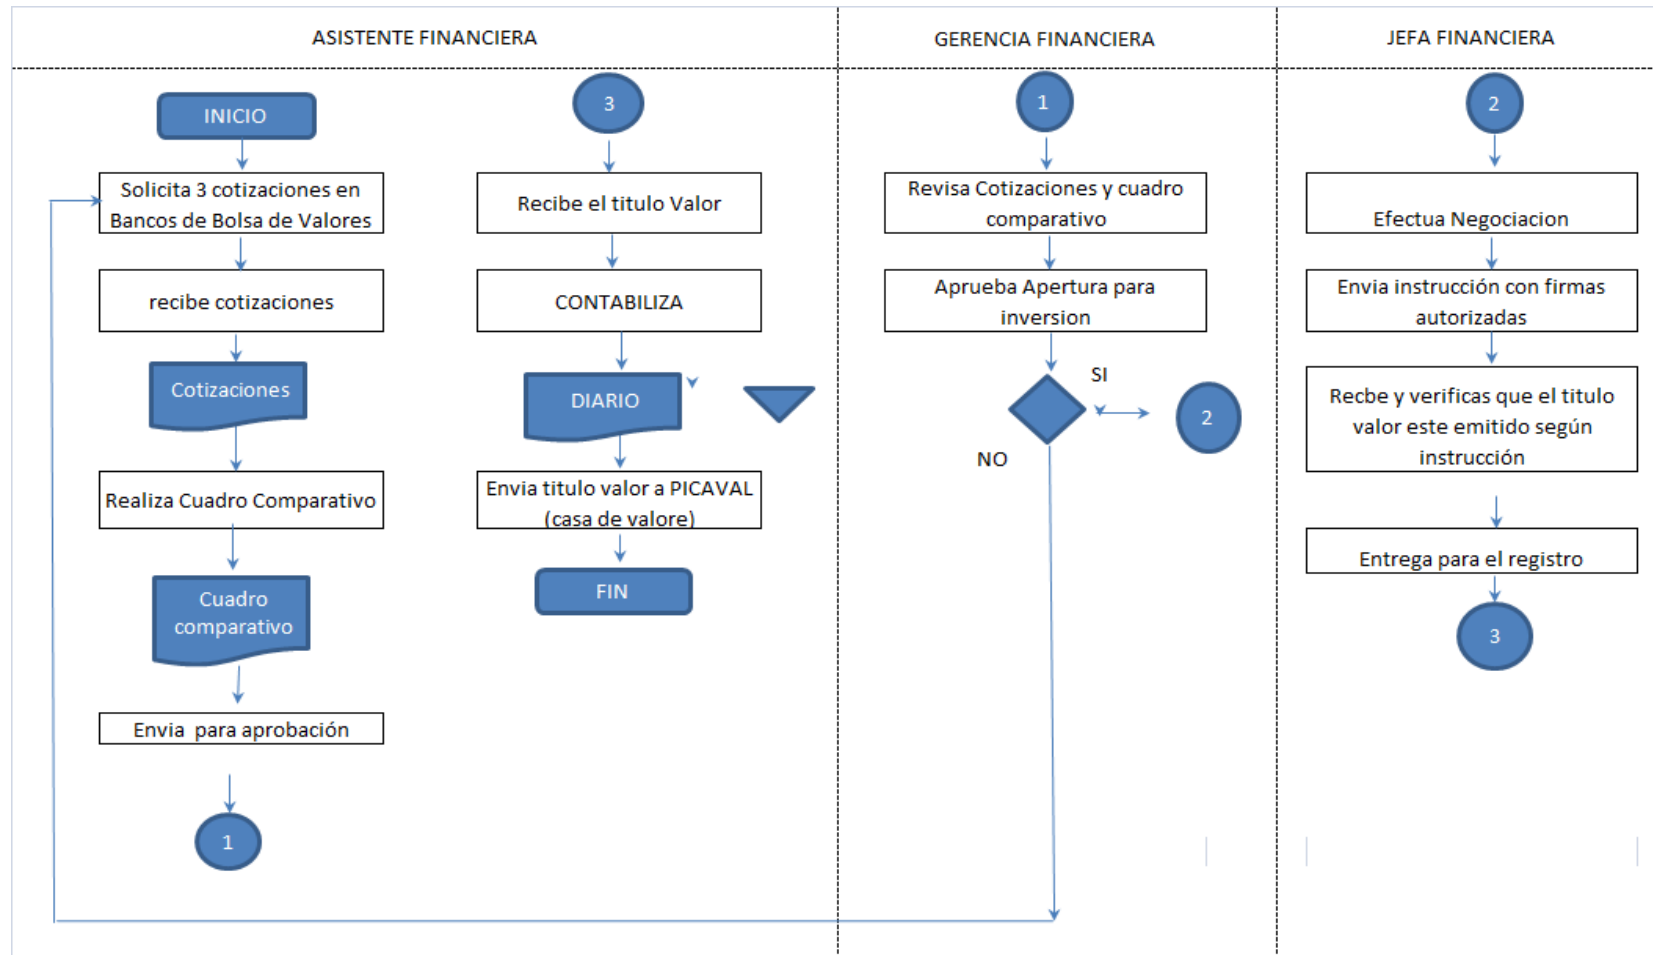 ASISTENTE FINANCIERA
GERENCIA FINANCIERA
JEFA FINANCIERA
INICIO
Solicita 3 cotizaciones en
Bancos de Bolsa de Valores
recibe cotizaciones
Cotizaciones
Realiza Cuadro Comparativo
Cuadro
comparativo
Envia  para aprobación
1
3
Recibe el titulo Valor
CONTABILIZA
DIARIO
Envia titulo valor a PICAVAL
(casa de valore)
FIN
1
Revisa Cotizaciones y cuadro
comparativo
Aprueba Apertura para
inversion
SI
2
NO
2
Efectua Negociacion
Envia instrucción con firmas
autorizadas
Recbe y verificas que el titulo
valor este emitido según
instrucción
Entrega para el registro
3